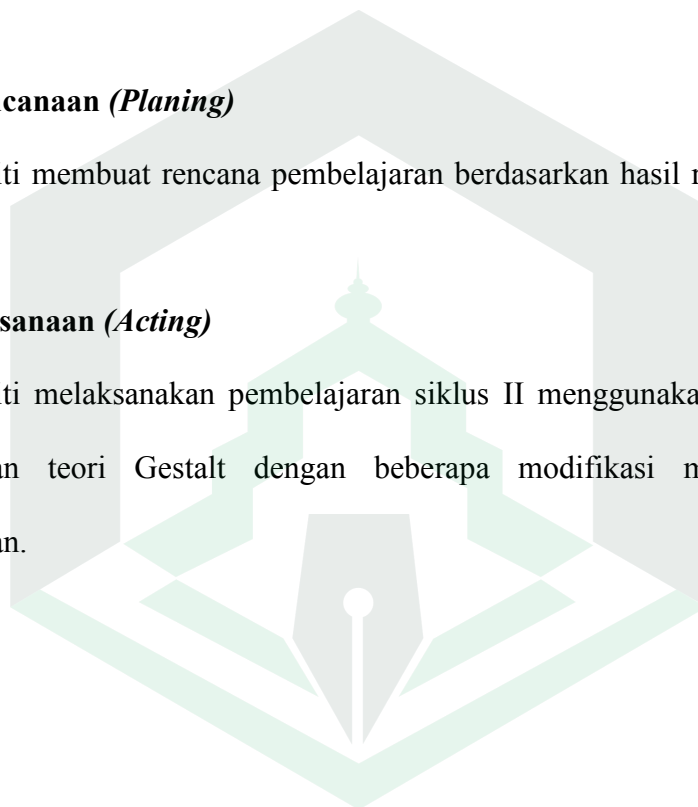 ncanaan (Planing)
ti membuat rencana pembelajaran berdasarkan hasil
sanaan (Acting)
ti melaksanakan pembelajaran siklus II menggunaka
an teori Gestalt dengan beberapa modifikasi m
an.